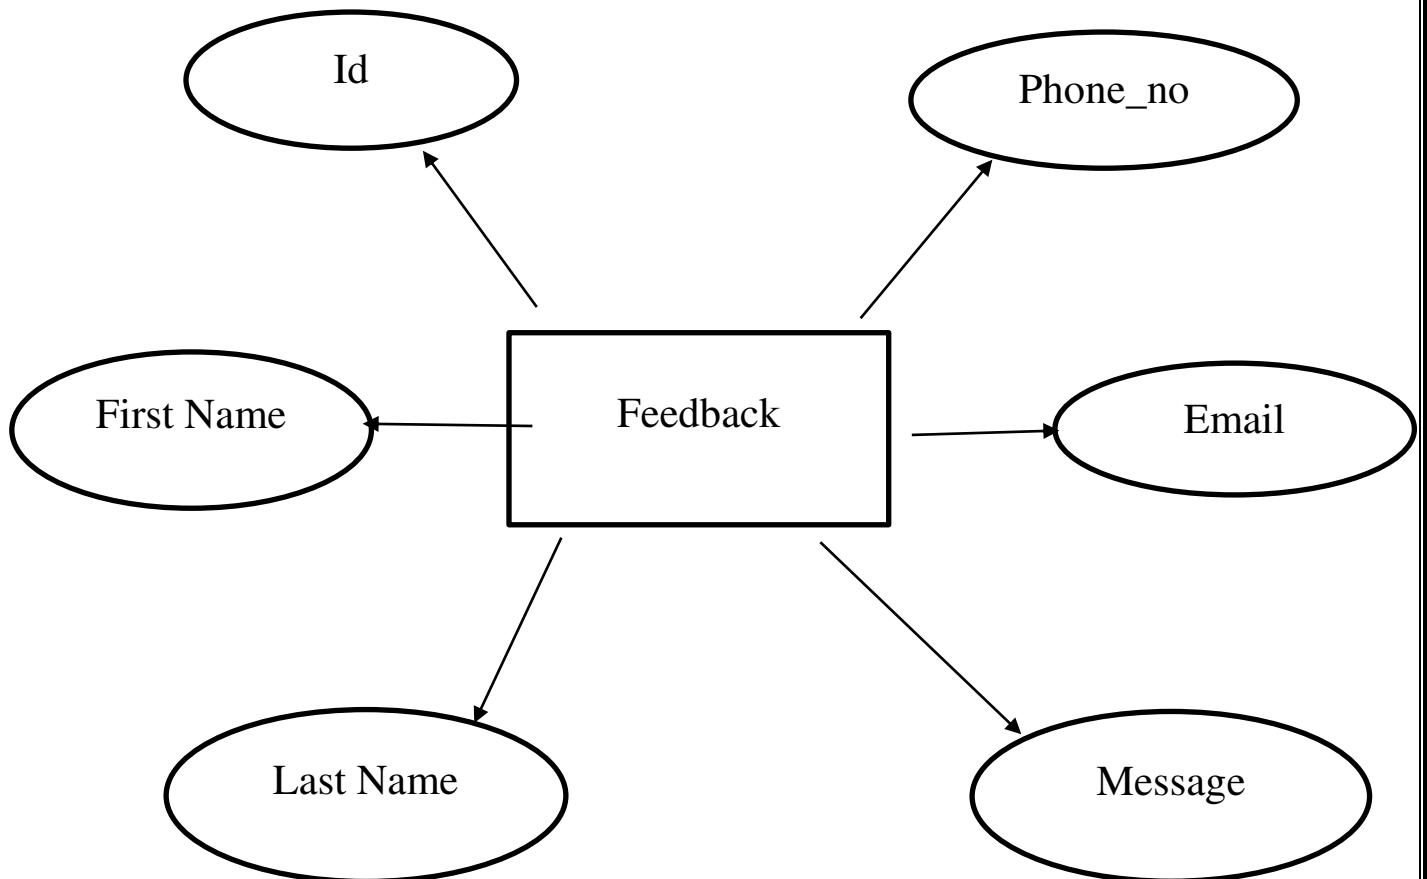 Id
Phone_no
First Name
Feedback
Email
Last Name
Message